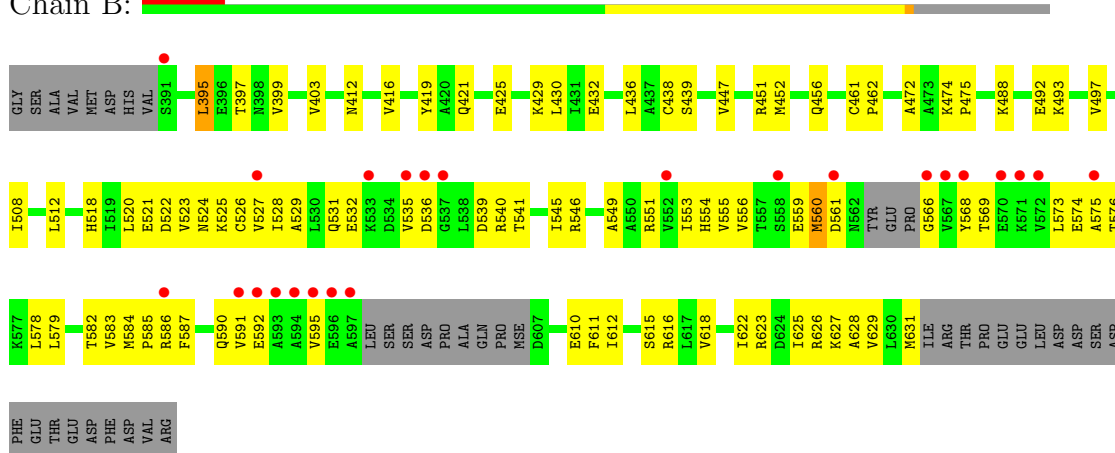 Chain B:
GLY SER ALA VAL MET ASP HIS VAL S391 L395 E396 T397 N398 V399 V403 N412 V416 Y419 A420 Q421 E425 K429 L430 I431 E432 L436 A437 C438 S439 V447 R451 M452 Q456 C461 P462 A472 A473 K474 P475 K488 E492 K493 V497
I508 L512 H518 I519 L520 E521 D522 V523 N524 K525 C526 V527 I528 A529 L530 Q531 E532 K533 D534 V535 D536 G537 L538 D539 R540 T541 I545 R546 A549 A550 R551 V552 I553 H554 V555 V556 T557 S558 E559 M560 D561 N562 TYR GLU PRO G566 V567 Y568 T569 E570 K571 V572 L573 E574 A575 T576
K577 L578 L579 T582 V583 M584 P585 R586 F587 Q590 V591 E592 A593 A594 V595 E596 A597 LEU SER SER ASP PRO ALA GLN PRO MSE D607 E610 F611 I612 S615 R616 L617 V618 I622 R623 D624 I625 R626 K627 A628 V629 L630 M631 ILE ARG THR PRO GLU GLU LEU ASP ASP SER ASP
PHE GLU THR GLU ASP PHE ASP VAL ARG